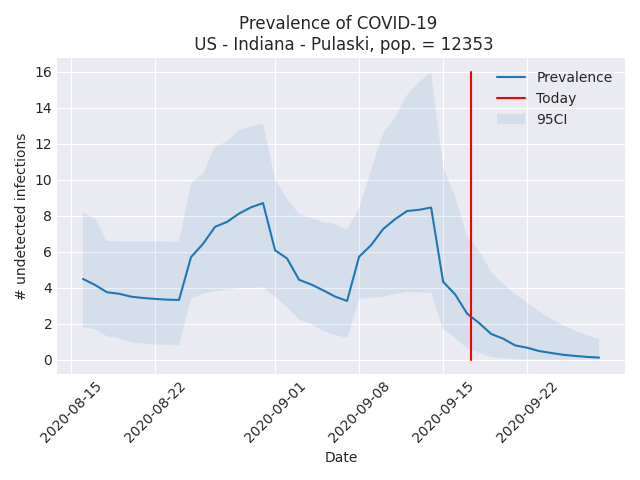 Prevalence of COVID-19
US - Indiana - Pulaski, pop. = 12353
# undetected infections
16
14
12
10
8
6
4
2
0
Prevalence
Today
95CI
2020-08-15
2020-08-22
2020-09-01
2020-09-08
2020-09-15
2020-09-22
Date